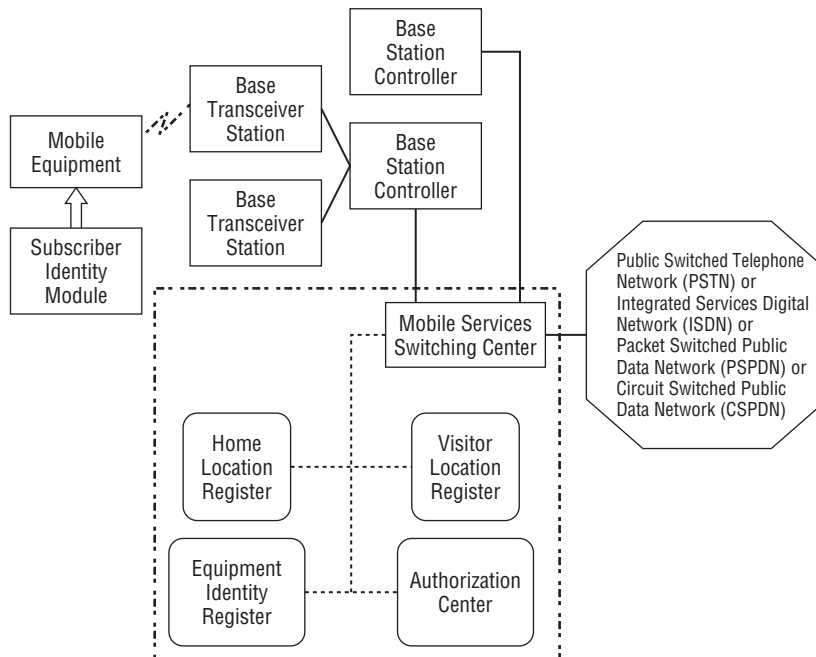 Base
Station
Controller
Base
Transceiver
Station
Mobile
Equipment
Base
Station
Controller
Base
Transceiver
Station
Subscriber
Identity
Module
Public Switched Telephone
Network (PSTN) or
Integrated Services Digital
Network (ISDN) or
Packet Switched Public
Data Network (PSPDN) or
Circuit Switched Public
Data Network (CSPDN)
Mobile Services
Switching Center
Home
Location
Register
Visitor
Location
Register
Equipment
Identity
Register
Authorization
Center